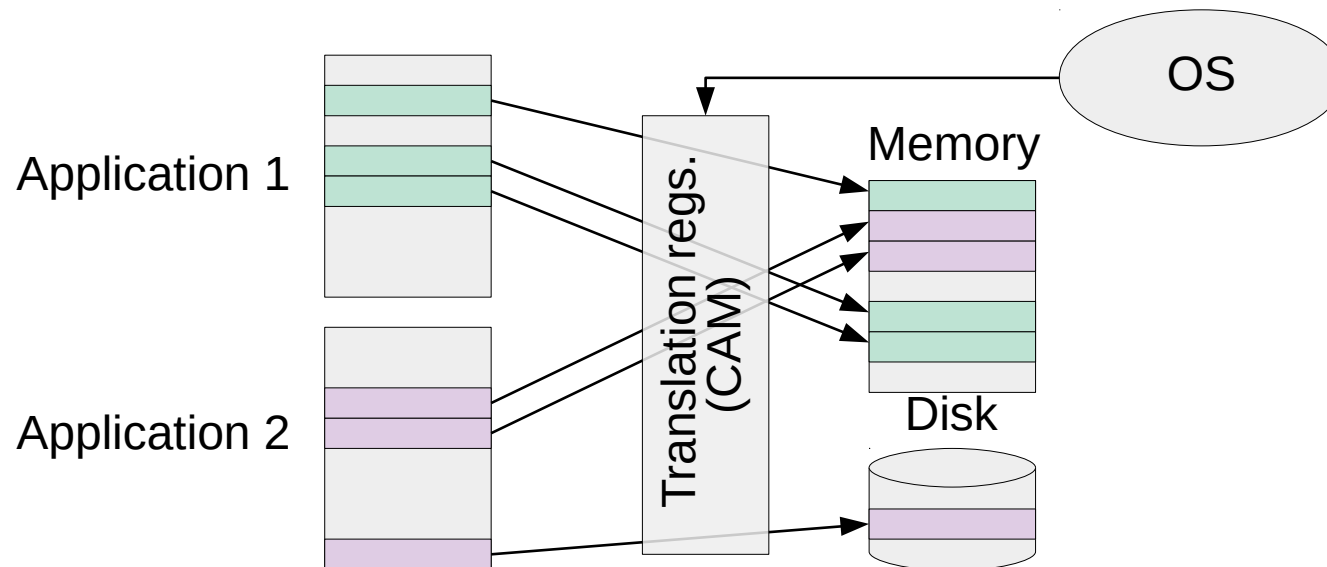 OS
Memory
Application 1
Translation regs.
(CAM)
Disk
Application 2